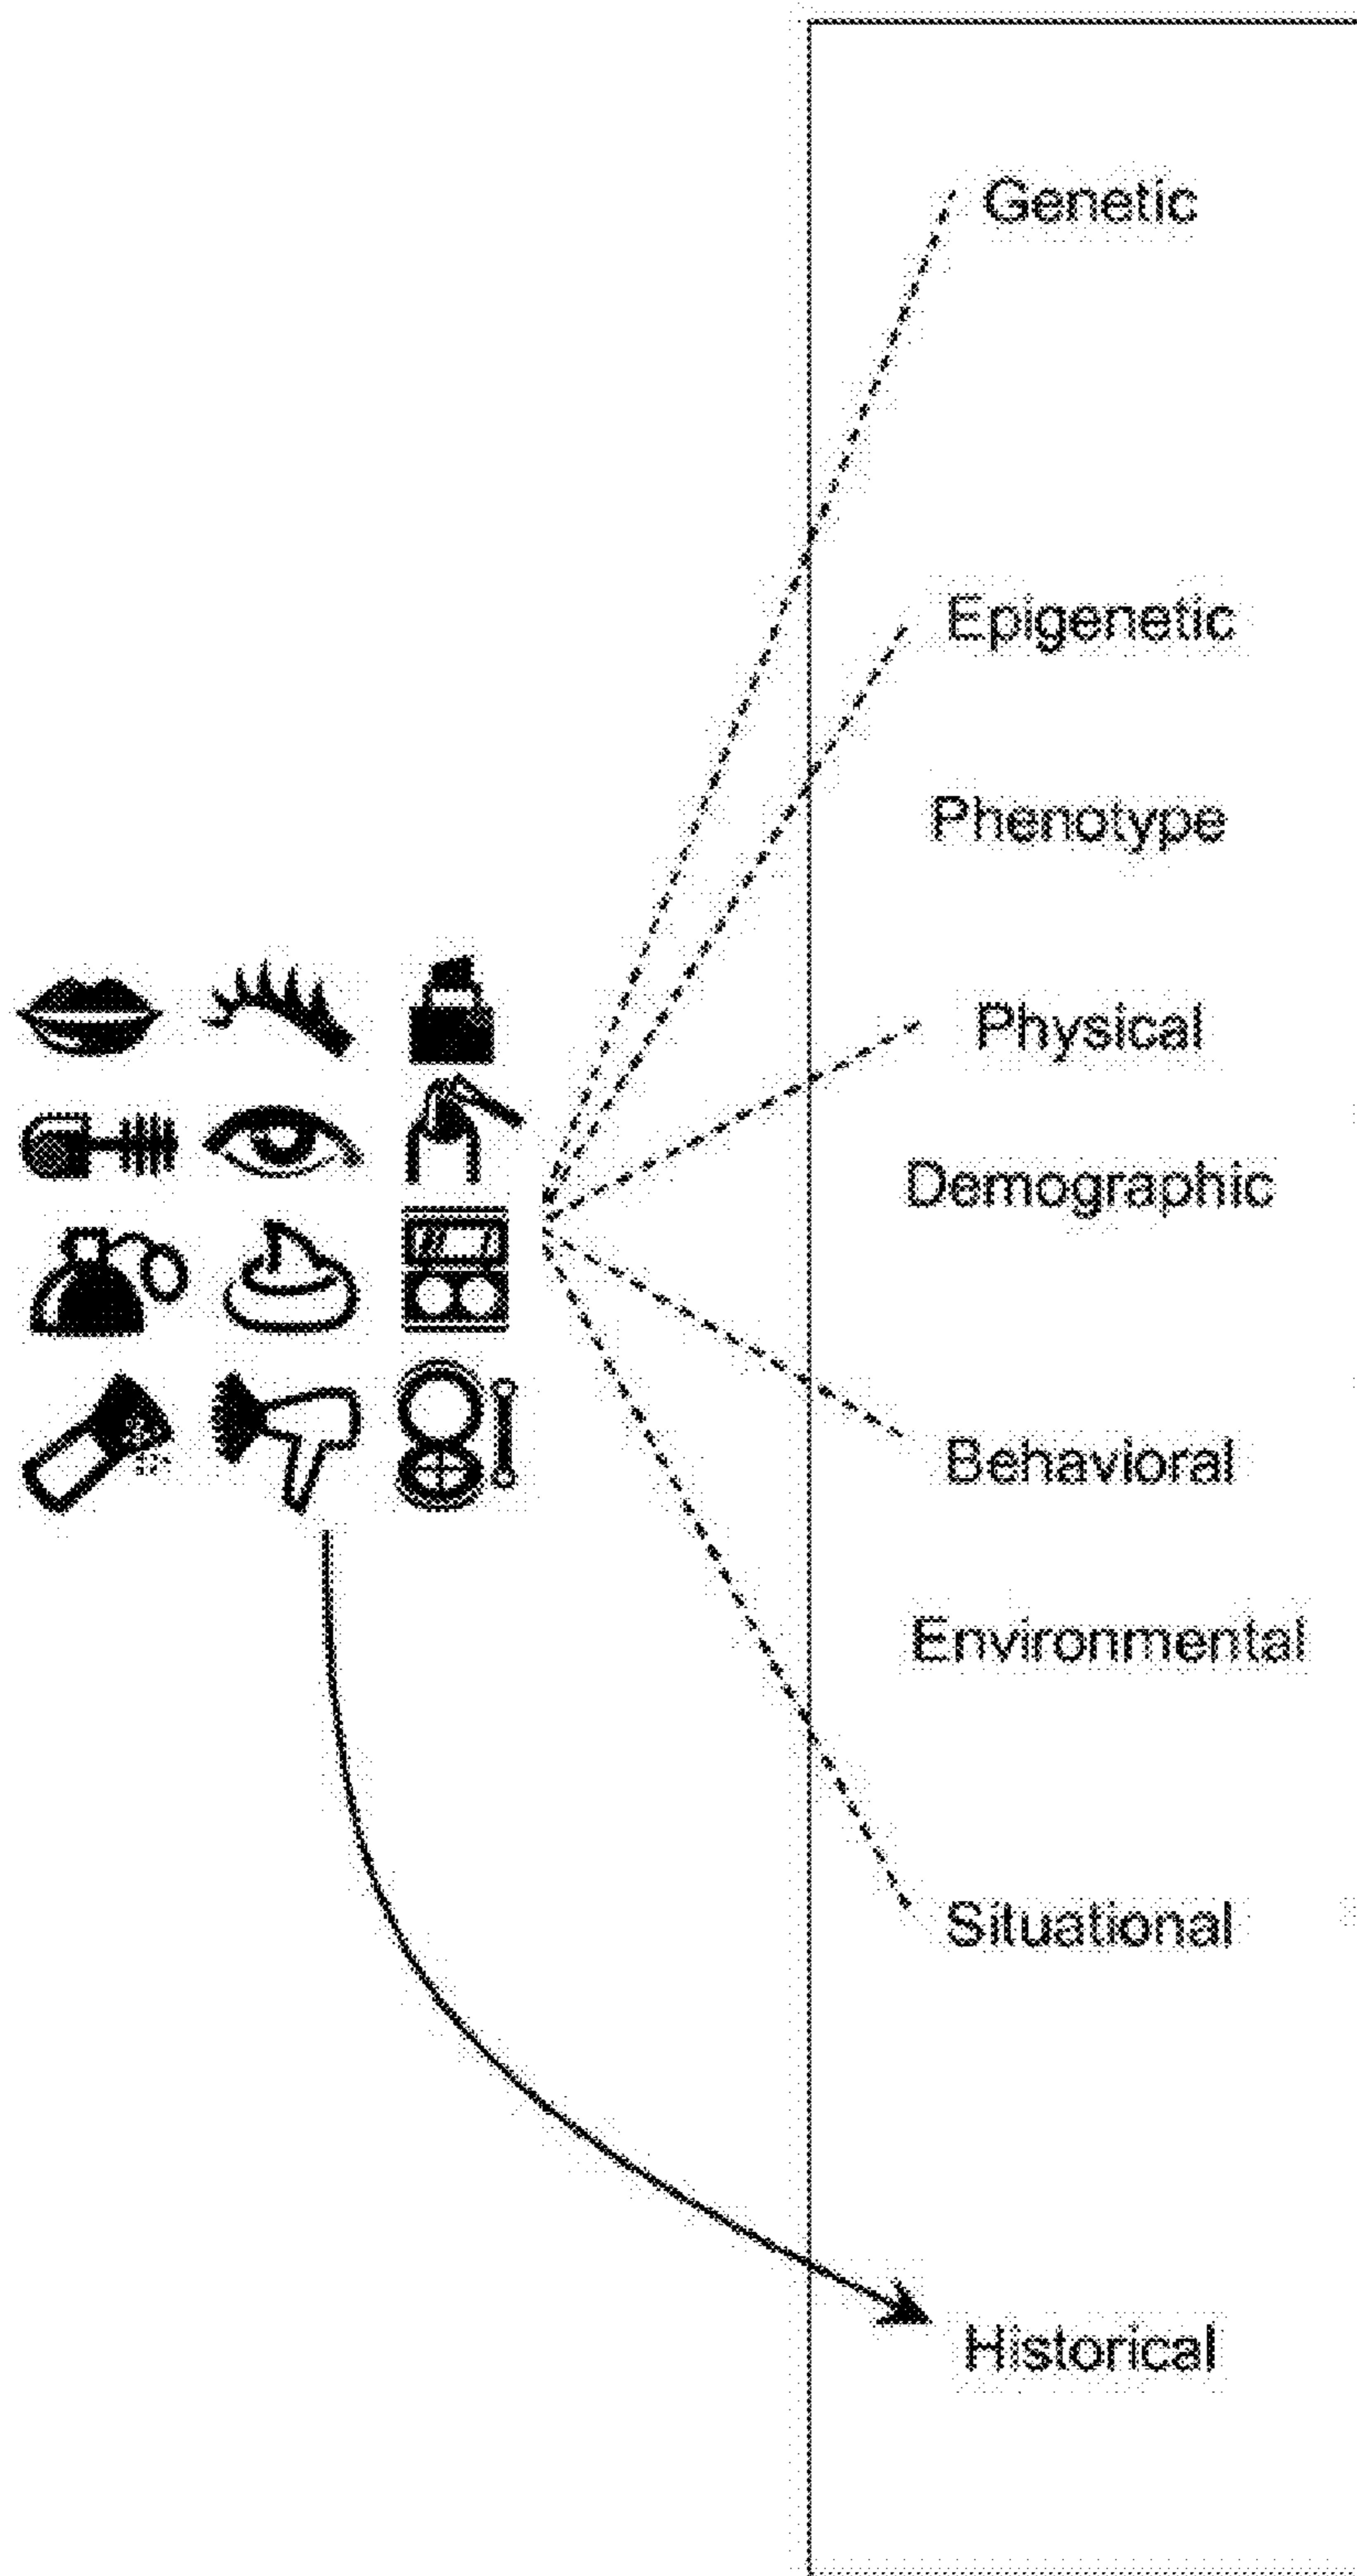 Genetic
Epigenetic
Phenotype
Physical
Demographic
Behavioral
Environmental
Situational
Historical